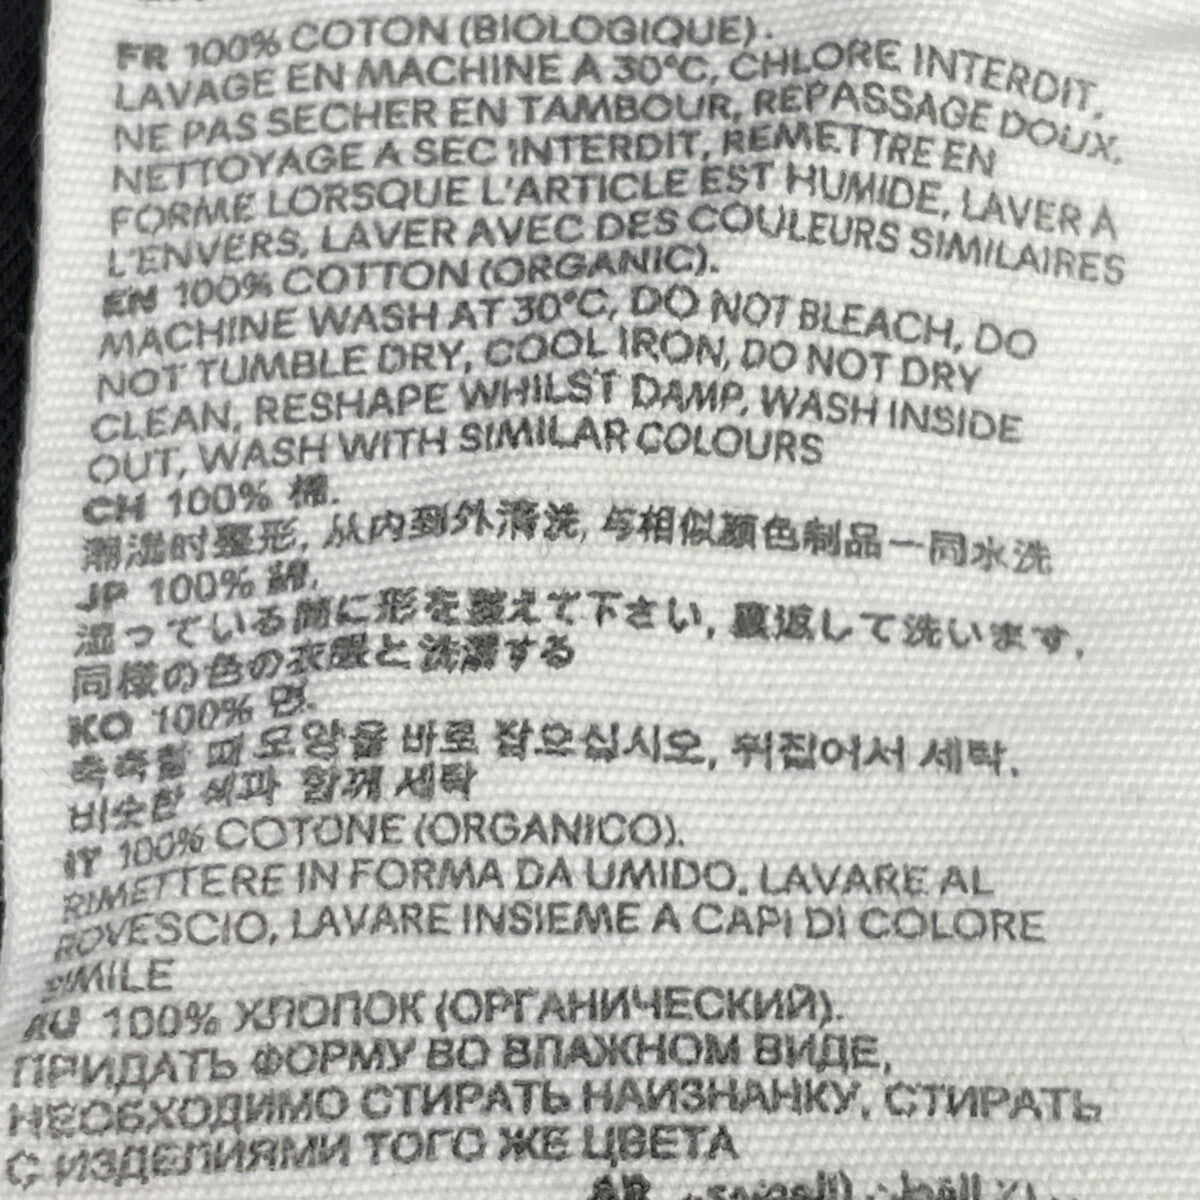 FR 100% COTON (BIOLOGIQUE).
LAVAGE EN MACHINE A 30°C, CHLORE INTERDIT,
NE PAS SECHER EN TAMBOUR, REPASSAGE DOUX,
NETTOYAGE A SEC INTERDIT, REMETTRE EN
FORME LORSQUE L'ARTICLE EST HUMIDE, LAVER A
L'ENVERS, LAVER AVEC DES COULEURS SIMILAIRES
EN 100% COTTON (ORGANIC).
MACHINE WASH AT 30°C, DO NOT BLEACH, DO
NOT TUMBLE DRY, COOL IRON, DO NOT DRY
CLEAN, RESHAPE WHILST DAMP, WASH INSIDE
OUT, WASH WITH SIMILAR COLOURS
CH 100% 棉.
潮湿时整形, 从内到外清洗, 与相似颜色制品一同水洗
JP 100% 綿.
湿っている間に形を整えて下さい, 裏返して洗います,
同様の色の衣服と洗濯する
KO 100% 면.
축축할 때 모양을 바로 잡으십시오, 뒤집어서 세탁,
비슷한 색과 함께 세탁
IT 100% COTONE (ORGANICO).
RIMETTERE IN FORMA DA UMIDO, LAVARE AL
ROVESCIO, LAVARE INSIEME A CAPI DI COLORE
SIMILE
RU 100% ХЛОПОК (ОРГАНИЧЕСКИЙ).
ПРИДАТЬ ФОРМУ ВО ВЛАЖНОМ ВИДЕ,
НЕОБХОДИМО СТИРАТЬ НАИЗНАНКУ, СТИРАТЬ
С ИЗДЕЛИЯМИ ТОГО ЖЕ ЦВЕТА
AR